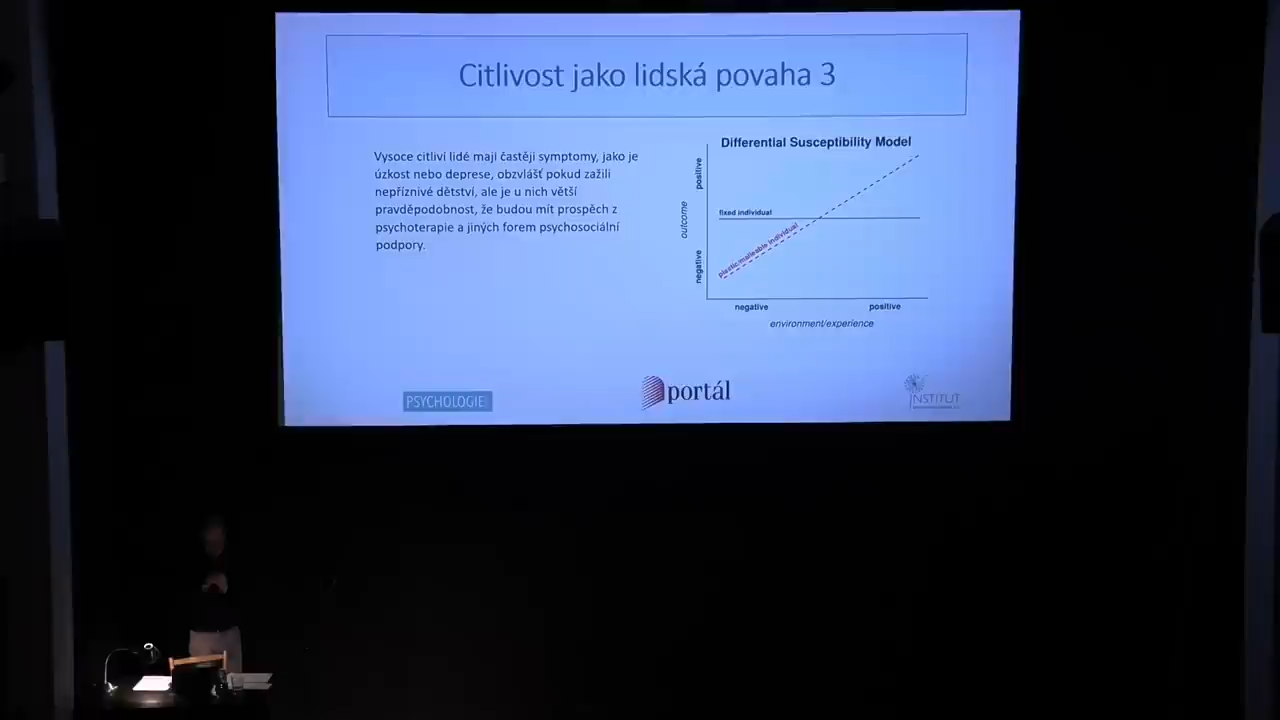 Citlivost jako lidská povaha 3
Vysoce citliví lidé mají častěji symptomy, jako je
úzkost nebo deprese, obzvlášť pokud zažili
nepříznivé dětství, ale je u nich větší
pravděpodobnost, že budou mít prospěch z
psychoterapie a jiných forem psychosociální
podpory.
Differential Susceptibility Model
positive
outcome
negative
fixed individual
plastic/malleable individual
negative
positive
environment/experience
PSYCHOLOGIE
portál
INSTITUT